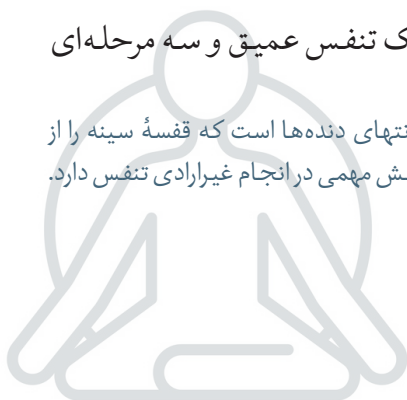 تنفس عمیق و سه مرحله‌ای
دنده‌ها است که قفسهٔ سینه را از
مهمی در انجام غیرارادی تنفس دارد.